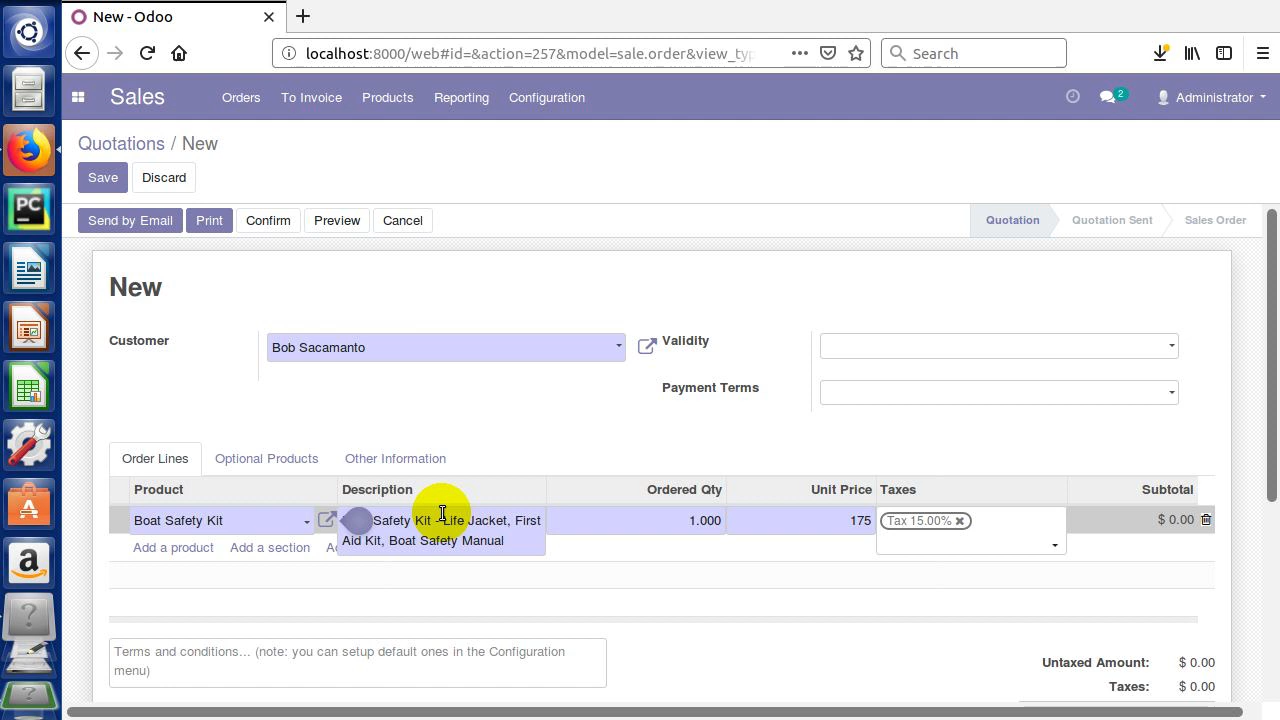 New - Odoo
localhost:8000/web#id=&action=257&model=sale.order&view_typ
Search
Sales
Orders
To Invoice
Products
Reporting
Configuration
2
Administrator
Quotations / New
Save
Discard
Send by Email
Print
Confirm
Preview
Cancel
Quotation
Quotation Sent
Sales Order
New
Customer
Bob Sacamanto
Validity
Payment Terms
Order Lines
Optional Products
Other Information
Product
Description
Ordered Qty
Unit Price
Taxes
Subtotal
Boat Safety Kit
Safety Kit - Life Jacket, First
Aid Kit, Boat Safety Manual
1.000
175
Tax 15.00%
$ 0.00
Add a product
Add a section
Terms and conditions... (note: you can setup default ones in the Configuration
menu)
Untaxed Amount:
$ 0.00
Taxes:
$ 0.00
PC
a
A